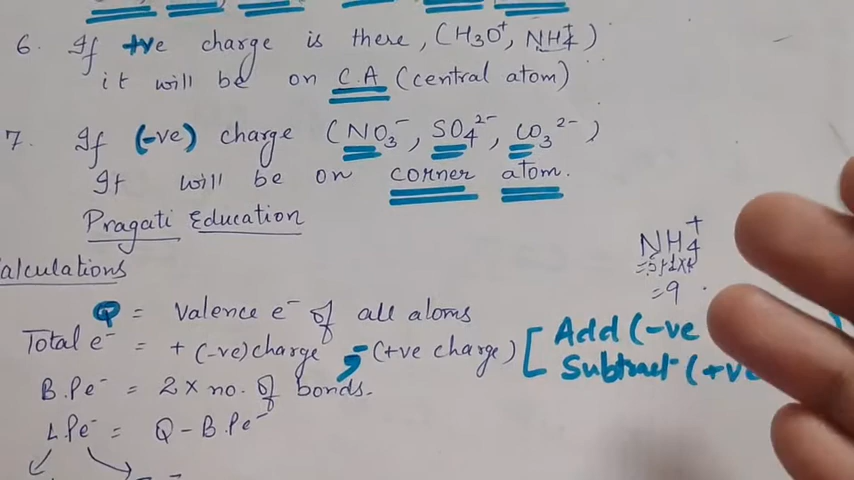 6. If +ve charge is there, (H3O+, NH4+)
it will be on C.A (central atom)
7. If (-ve) charge (NO3-, SO4^2-, CO3^2-)
It will be on corner atom.
Pragati Education
alculations
NH4+
=5+1x4
=9
Q = Valence e- of all atoms
Total e- = + (-ve) charge - (+ve charge) [ Add (-ve
Subtract (+ve
B.Pe- = 2 x no. of bonds.
L.Pe- = Q - B.Pe-